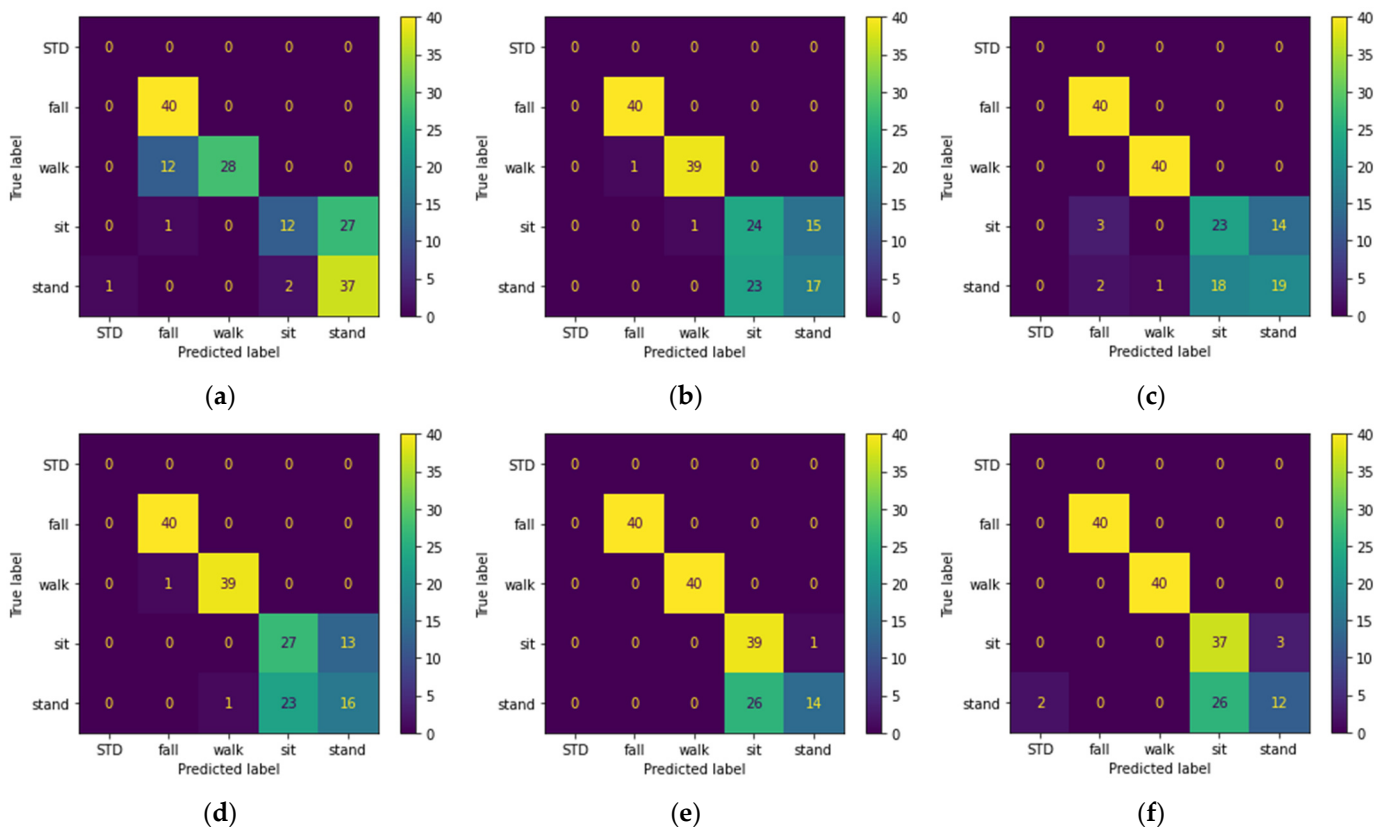 STD 0 0 0 0 0 40
fall 0 40 0 0 0 35
walk 0 12 28 0 0 30
sit 0 1 0 12 27 25
stand 1 0 0 2 37 20
15
10
5
0
STD fall walk sit stand
True label
Predicted label
(a)
STD 0 0 0 0 0 40
fall 0 40 0 0 0 35
walk 0 1 39 0 0 30
sit 0 0 1 24 15 25
stand 0 0 0 23 17 20
15
10
5
0
STD fall walk sit stand
True label
Predicted label
(b)
STD 0 0 0 0 0 40
fall 0 40 0 0 0 35
walk 0 0 40 0 0 30
sit 0 3 0 23 14 25
stand 0 2 1 18 19 20
15
10
5
0
STD fall walk sit stand
True label
Predicted label
(c)
STD 0 0 0 0 0 40
fall 0 40 0 0 0 35
walk 0 1 39 0 0 30
sit 0 0 0 27 13 25
stand 0 0 1 23 16 20
15
10
5
0
STD fall walk sit stand
True label
Predicted label
(d)
STD 0 0 0 0 0 40
fall 0 40 0 0 0 35
walk 0 0 40 0 0 30
sit 0 0 0 39 1 25
stand 0 0 0 26 14 20
15
10
5
0
STD fall walk sit stand
True label
Predicted label
(e)
STD 0 0 0 0 0 40
fall 0 40 0 0 0 35
walk 0 0 40 0 0 30
sit 0 0 0 37 3 25
stand 2 0 0 26 12 20
15
10
5
0
STD fall walk sit stand
True label
Predicted label
(f)